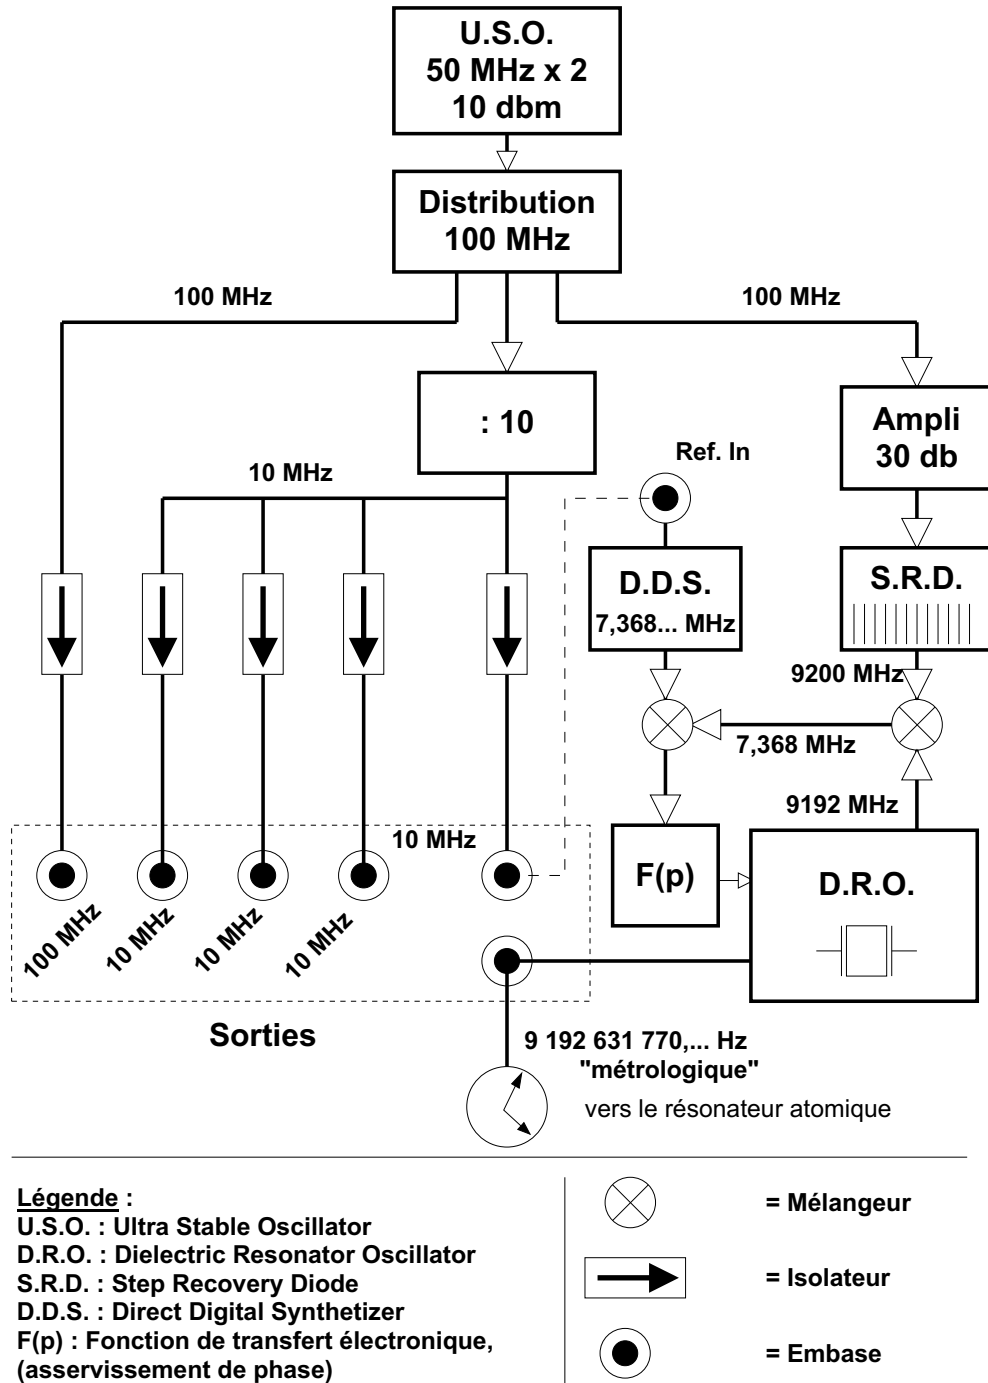 U.S.O.
50 MHz x 2
10 dbm
Distribution
100 MHz
100 MHz
100 MHz
: 10
Ampli
30 db
Ref. In
10 MHz
D.D.S.
7,368... MHz
S.R.D.
9200 MHz
7,368 MHz
9192 MHz
10 MHz
F(p)
D.R.O.
100 MHz
10 MHz
10 MHz
10 MHz
Sorties
9 192 631 770,... Hz
"métrologique"
vers le résonateur atomique
Légende :
U.S.O. : Ultra Stable Oscillator
D.R.O. : Dielectric Resonator Oscillator
S.R.D. : Step Recovery Diode
D.D.S. : Direct Digital Synthetizer
F(p) : Fonction de transfert électronique,
(asservissement de phase)
= Mélangeur
= Isolateur
= Embase